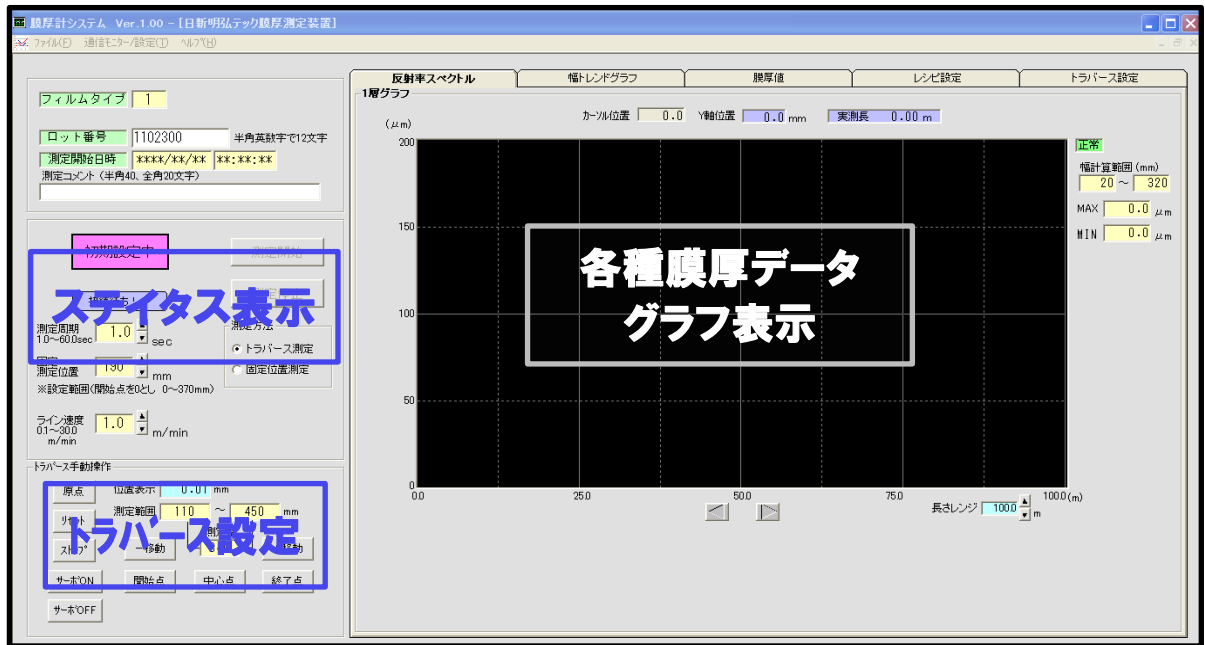 膜厚計システム Ver.1.00 - [日新明弘テック膜厚測定装置]
ファイル(F) 通信モニター/設定(T) ヘルプ(H)
反射率スペクトル 幅トレンドグラフ 膜厚値 レシピ設定 トラバース設定
フィルムタイプ 1
ロット番号 1102300 半角英数字で12文字
測定開始日時 ****/**/** **:**:**
測定コメント (半角40、全角20文字)
初期設定中 測定開始
ステイタス表示
測定周期 1.0 sec
1.0～60.0sec
測定方法
トラバース測定
固定位置測定
固定
測定位置 190 mm
※設定範囲(開始点を0とし 0～370mm)
ライン速度 1.0 m/min
0.1～30.0
m/min
トラバース手動操作
原点 位置表示 0.01 mm
リセット 測定範囲 110 ～ 450 mm
トラバース設定
ストップ －移動
サーボON 開始点 中心点 終了点
サーボOFF
1層グラフ
カーソル位置 0.0 Y軸位置 0.0 mm 実測長 0.00 m
(μm)
200
150
100
50
0
各種膜厚データ
グラフ表示
0.0 25.0 50.0 75.0 100.0 (m)
長さレンジ 100.0 m
正常
幅計算範囲 (mm)
20 ～ 320
MAX 0.0 μm
MIN 0.0 μm